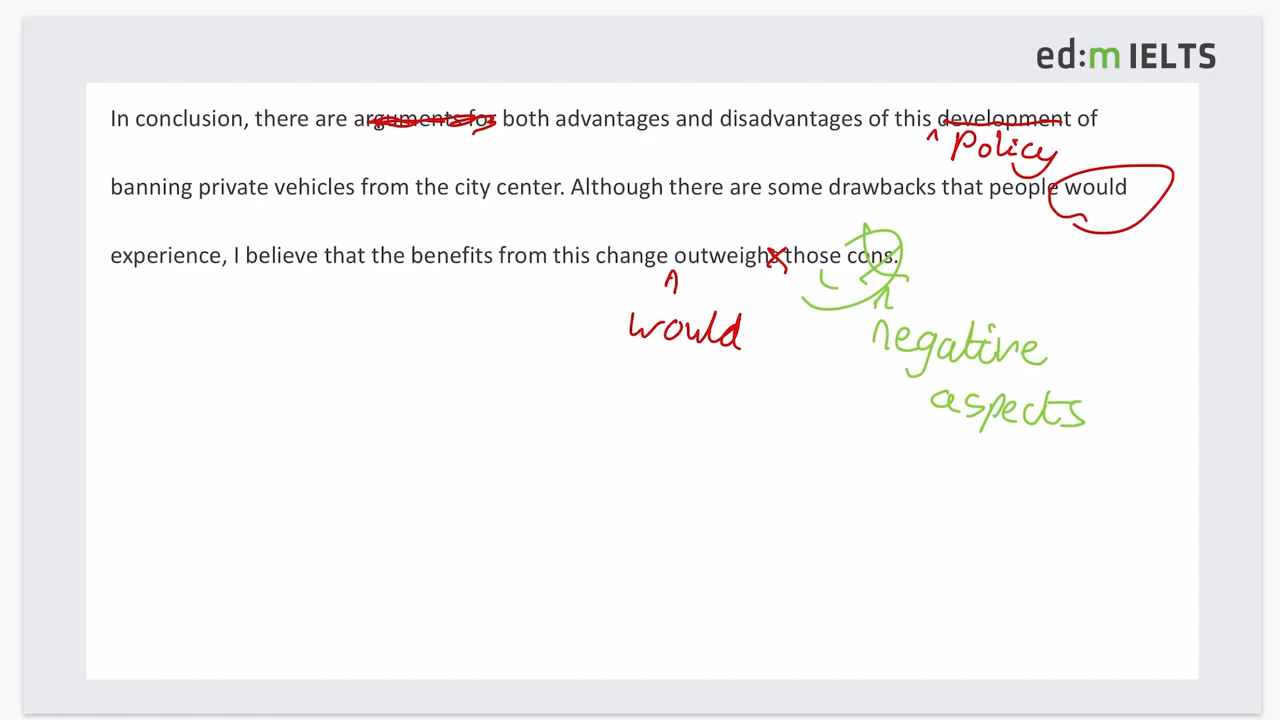 ed:m IELTS
In conclusion, there are arguments for both advantages and disadvantages of this development of
policy
banning private vehicles from the city center. Although there are some drawbacks that people would
experience, I believe that the benefits from this change outweighs those cons.
would
negative
aspects